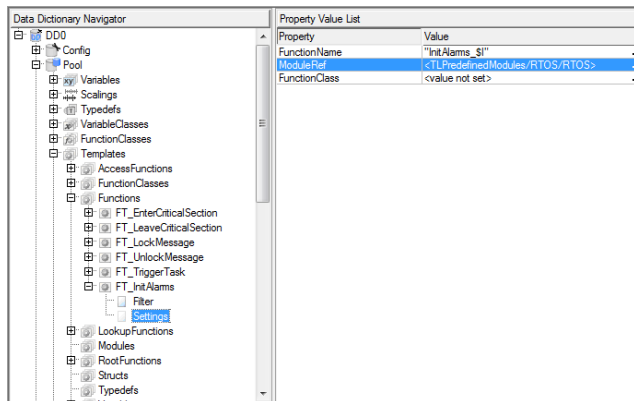 Data Dictionary Navigator
DD0
Config
Pool
Variables
Scalings
Typedefs
VariableClasses
FunctionClasses
Templates
AccessFunctions
FunctionClasses
Functions
FT_EnterCriticalSection
FT_LeaveCriticalSection
FT_LockMessage
FT_UnlockMessage
FT_TriggerTask
FT_InitAlarms
Filter
Settings
LookupFunctions
Modules
RootFunctions
Structs
Typedefs
Property Value List
Property Value
FunctionName "InitAlarms_$I"
ModuleRef <TLPredefinedModules/RTOS/RTOS>
FunctionClass <value not set>